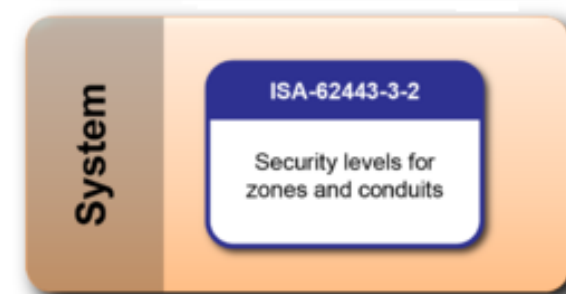 System
ISA-62443-3-2
Security levels for
zones and conduits